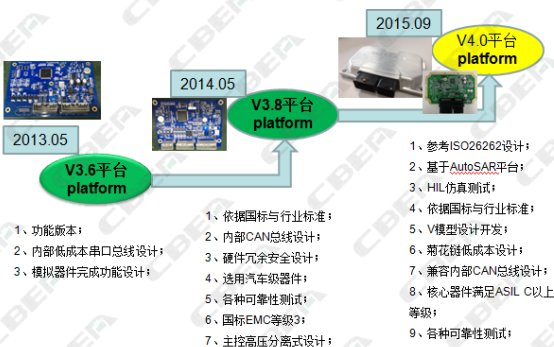 2015.09
V4.0平台
platform
2014.05
V3.8平台
platform
2013.05
V3.6平台
platform
1、功能版本；
2、内部低成本串口总线设计；
3、模拟器件完成功能设计；
1、依据国标与行业标准；
2、内部CAN总线设计；
3、硬件冗余安全设计；
4、选用汽车级器件；
5、各种可靠性测试；
6、国标EMC等级3；
7、主控高压分离式设计；
1、参考ISO26262设计；
2、基于AutoSAR平台；
3、HIL仿真测试；
4、依据国标与行业标准；
5、V模型设计开发；
6、菊花链低成本设计；
7、兼容内部CAN总线设计；
8、核心器件满足ASIL C以上
等级；
9、各种可靠性测试；
CBEA